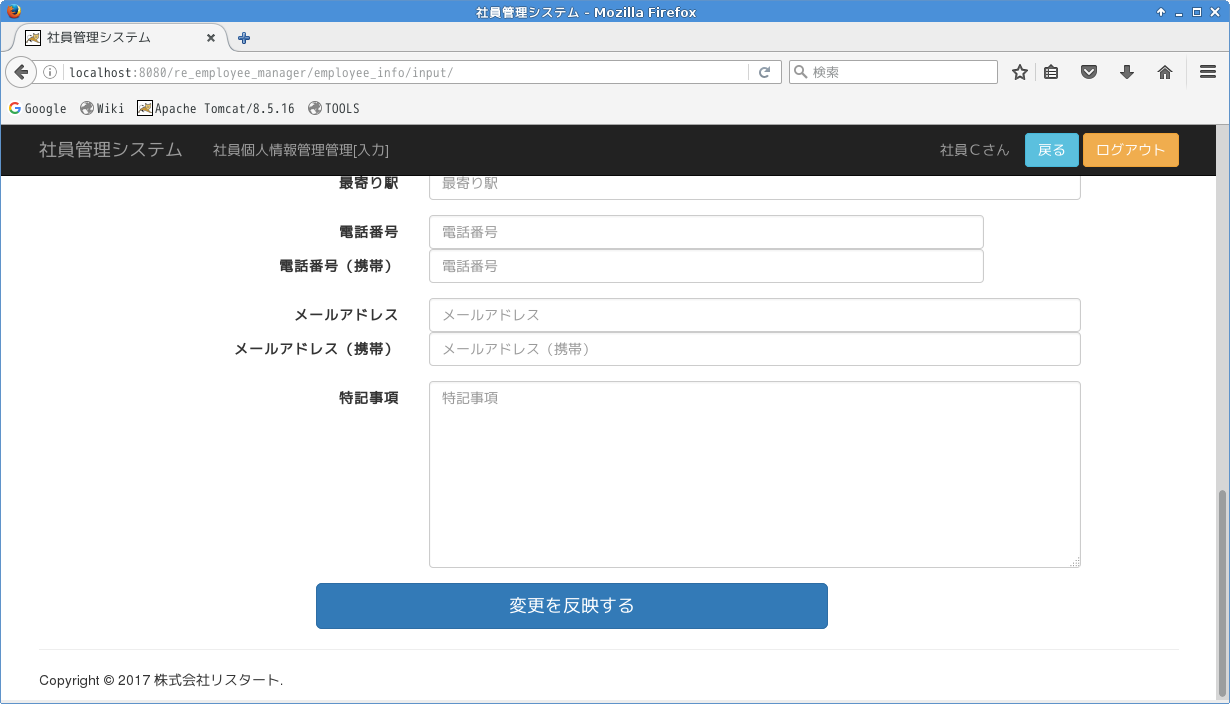 社員管理システム - Mozilla Firefox
社員管理システム
localhost:8080/re_employee_manager/employee_info/input/
検索
Google Wiki Apache Tomcat/8.5.16 TOOLS
社員管理システム 社員個人情報管理管理[入力] 社員Ｃさん 戻る ログアウト
最寄り駅 最寄り駅
電話番号 電話番号
電話番号（携帯） 電話番号
メールアドレス メールアドレス
メールアドレス（携帯） メールアドレス（携帯）
特記事項 特記事項
変更を反映する
Copyright © 2017 株式会社リスタート.